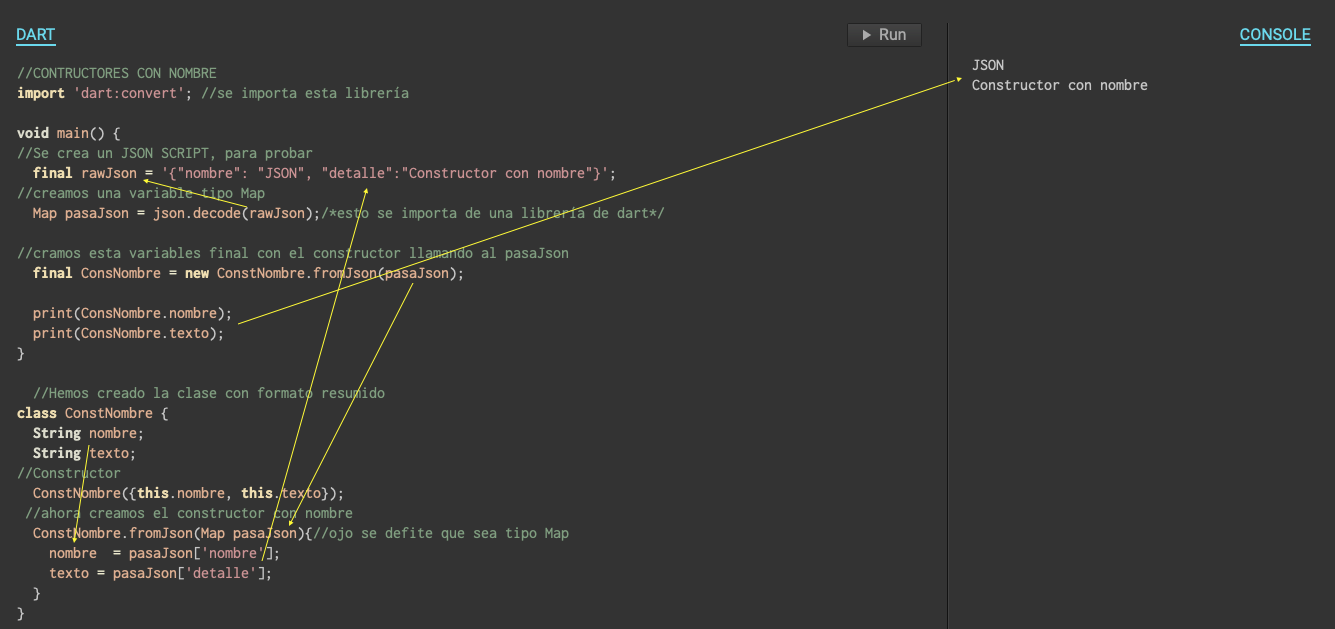 DART
Run
CONSOLE
//CONTRUCTORES CON NOMBRE
import 'dart:convert'; //se importa esta librería
void main() {
//Se crea un JSON SCRIPT, para probar
final rawJson = '{"nombre": "JSON", "detalle":"Constructor con nombre"}';
//creamos una variable tipo Map
Map pasaJson = json.decode(rawJson);/*esto se importa de una librería de dart*/
//cramos esta variables final con el constructor llamando al pasaJson
final ConsNombre = new ConstNombre.fromJson(pasaJson);
print(ConsNombre.nombre);
print(ConsNombre.texto);
}
//Hemos creado la clase con formato resumido
class ConstNombre {
String nombre;
String texto;
//Constructor
ConstNombre({this.nombre, this.texto});
//ahora creamos el constructor con nombre
ConstNombre.fromJson(Map pasaJson){//ojo se defite que sea tipo Map
nombre  = pasaJson['nombre'];
texto = pasaJson['detalle'];
}
}
JSON
Constructor con nombre